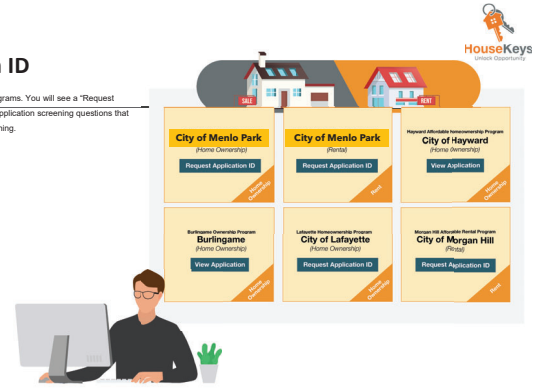 HouseKeys
Unlock Opportunity
ID
grams. You will see a "Request
pplication screening questions that
ning.
SALE
RENT
City of Menlo Park
(Home Ownership)
Request Application ID
Home Ownership
City of Menlo Park
(Rental)
Request Application ID
Rent
Hayward Affordable homeownership Program
City of Hayward
(Home Ownership)
View Application
Home Ownership
Burlingame Ownership Program
Burlingame
(Home Ownership)
View Application
Home Ownership
Lafayette Homeownership Program
City of Lafayette
(Home Ownership)
Request Application ID
Home Ownership
Morgan Hill Affordable Rental Program
City of Morgan Hill
(Rental)
Request Application ID
Rent